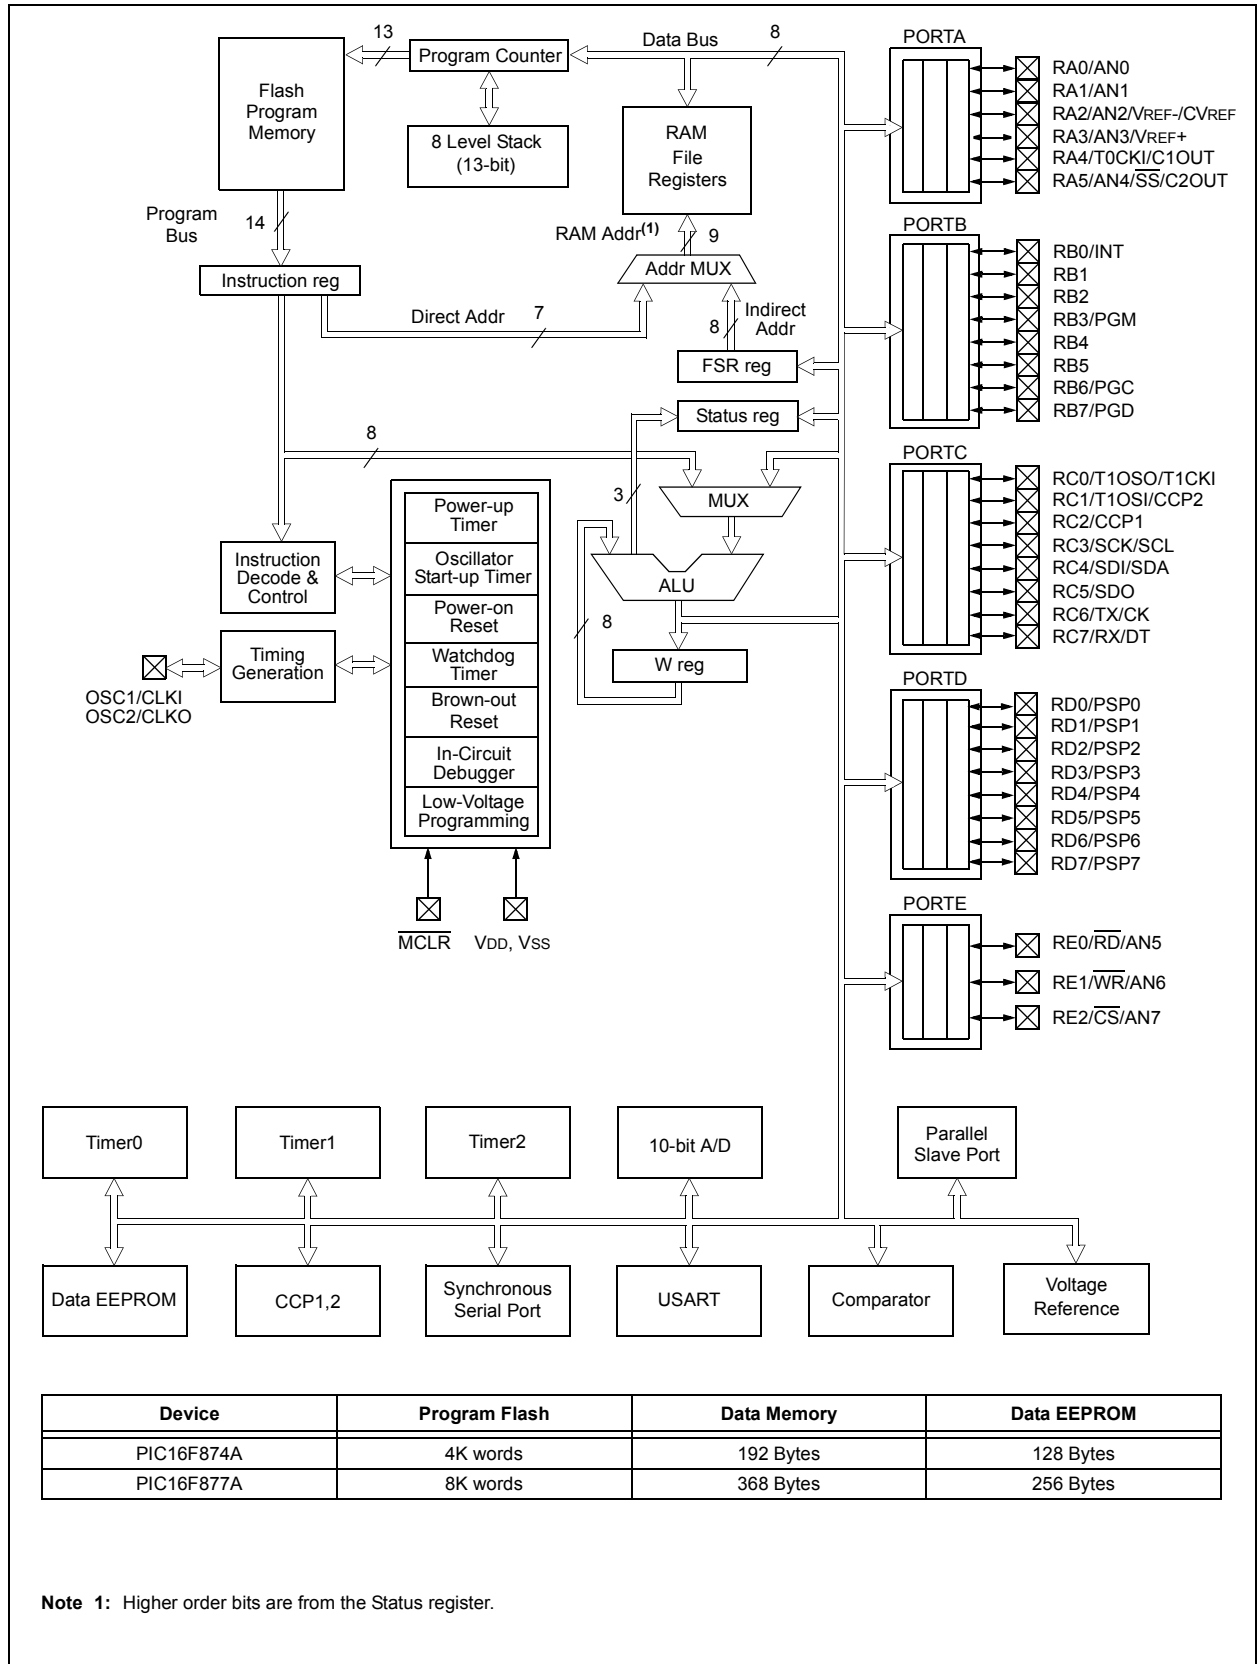 13
Program Counter
Data Bus
8
PORTA
Flash
Program
Memory
8 Level Stack
(13-bit)
RAM
File
Registers
RA0/AN0
RA1/AN1
RA2/AN2/VREF-/CVREF
RA3/AN3/VREF+
RA4/T0CKI/C1OUT
RA5/AN4/S̅S̅/C2OUT
Program
Bus
14
RAM Addr(1)
9
PORTB
Instruction reg
Addr MUX
RB0/INT
RB1
RB2
RB3/PGM
RB4
RB5
RB6/PGC
RB7/PGD
Direct Addr
7
8
Indirect
Addr
FSR reg
Status reg
8
3
MUX
ALU
8
W reg
PORTC
RC0/T1OSO/T1CKI
RC1/T1OSI/CCP2
RC2/CCP1
RC3/SCK/SCL
RC4/SDI/SDA
RC5/SDO
RC6/TX/CK
RC7/RX/DT
Instruction
Decode &
Control
Timing
Generation
OSC1/CLKI
OSC2/CLKO
Power-up
Timer
Oscillator
Start-up Timer
Power-on
Reset
Watchdog
Timer
Brown-out
Reset
In-Circuit
Debugger
Low-Voltage
Programming
M̅C̅L̅R̅
VDD, VSS
PORTD
RD0/PSP0
RD1/PSP1
RD2/PSP2
RD3/PSP3
RD4/PSP4
RD5/PSP5
RD6/PSP6
RD7/PSP7
PORTE
RE0/R̅D̅/AN5
RE1/W̅R̅/AN6
RE2/C̅S̅/AN7
Timer0
Timer1
Timer2
10-bit A/D
Parallel
Slave Port
Data EEPROM
CCP1,2
Synchronous
Serial Port
USART
Comparator
Voltage
Reference
Device Program Flash Data Memory Data EEPROM
PIC16F874A 4K words 192 Bytes 128 Bytes
PIC16F877A 8K words 368 Bytes 256 Bytes
Note 1: Higher order bits are from the Status register.